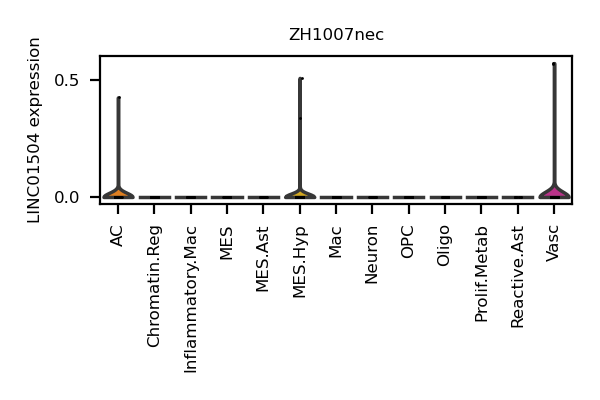 ZH1007nec
LINC01504 expression
0.5
0.0
AC
Chromatin.Reg
Inflammatory.Mac
MES
MES.Ast
MES.Hyp
Mac
Neuron
OPC
Oligo
Prolif.Metab
Reactive.Ast
Vasc